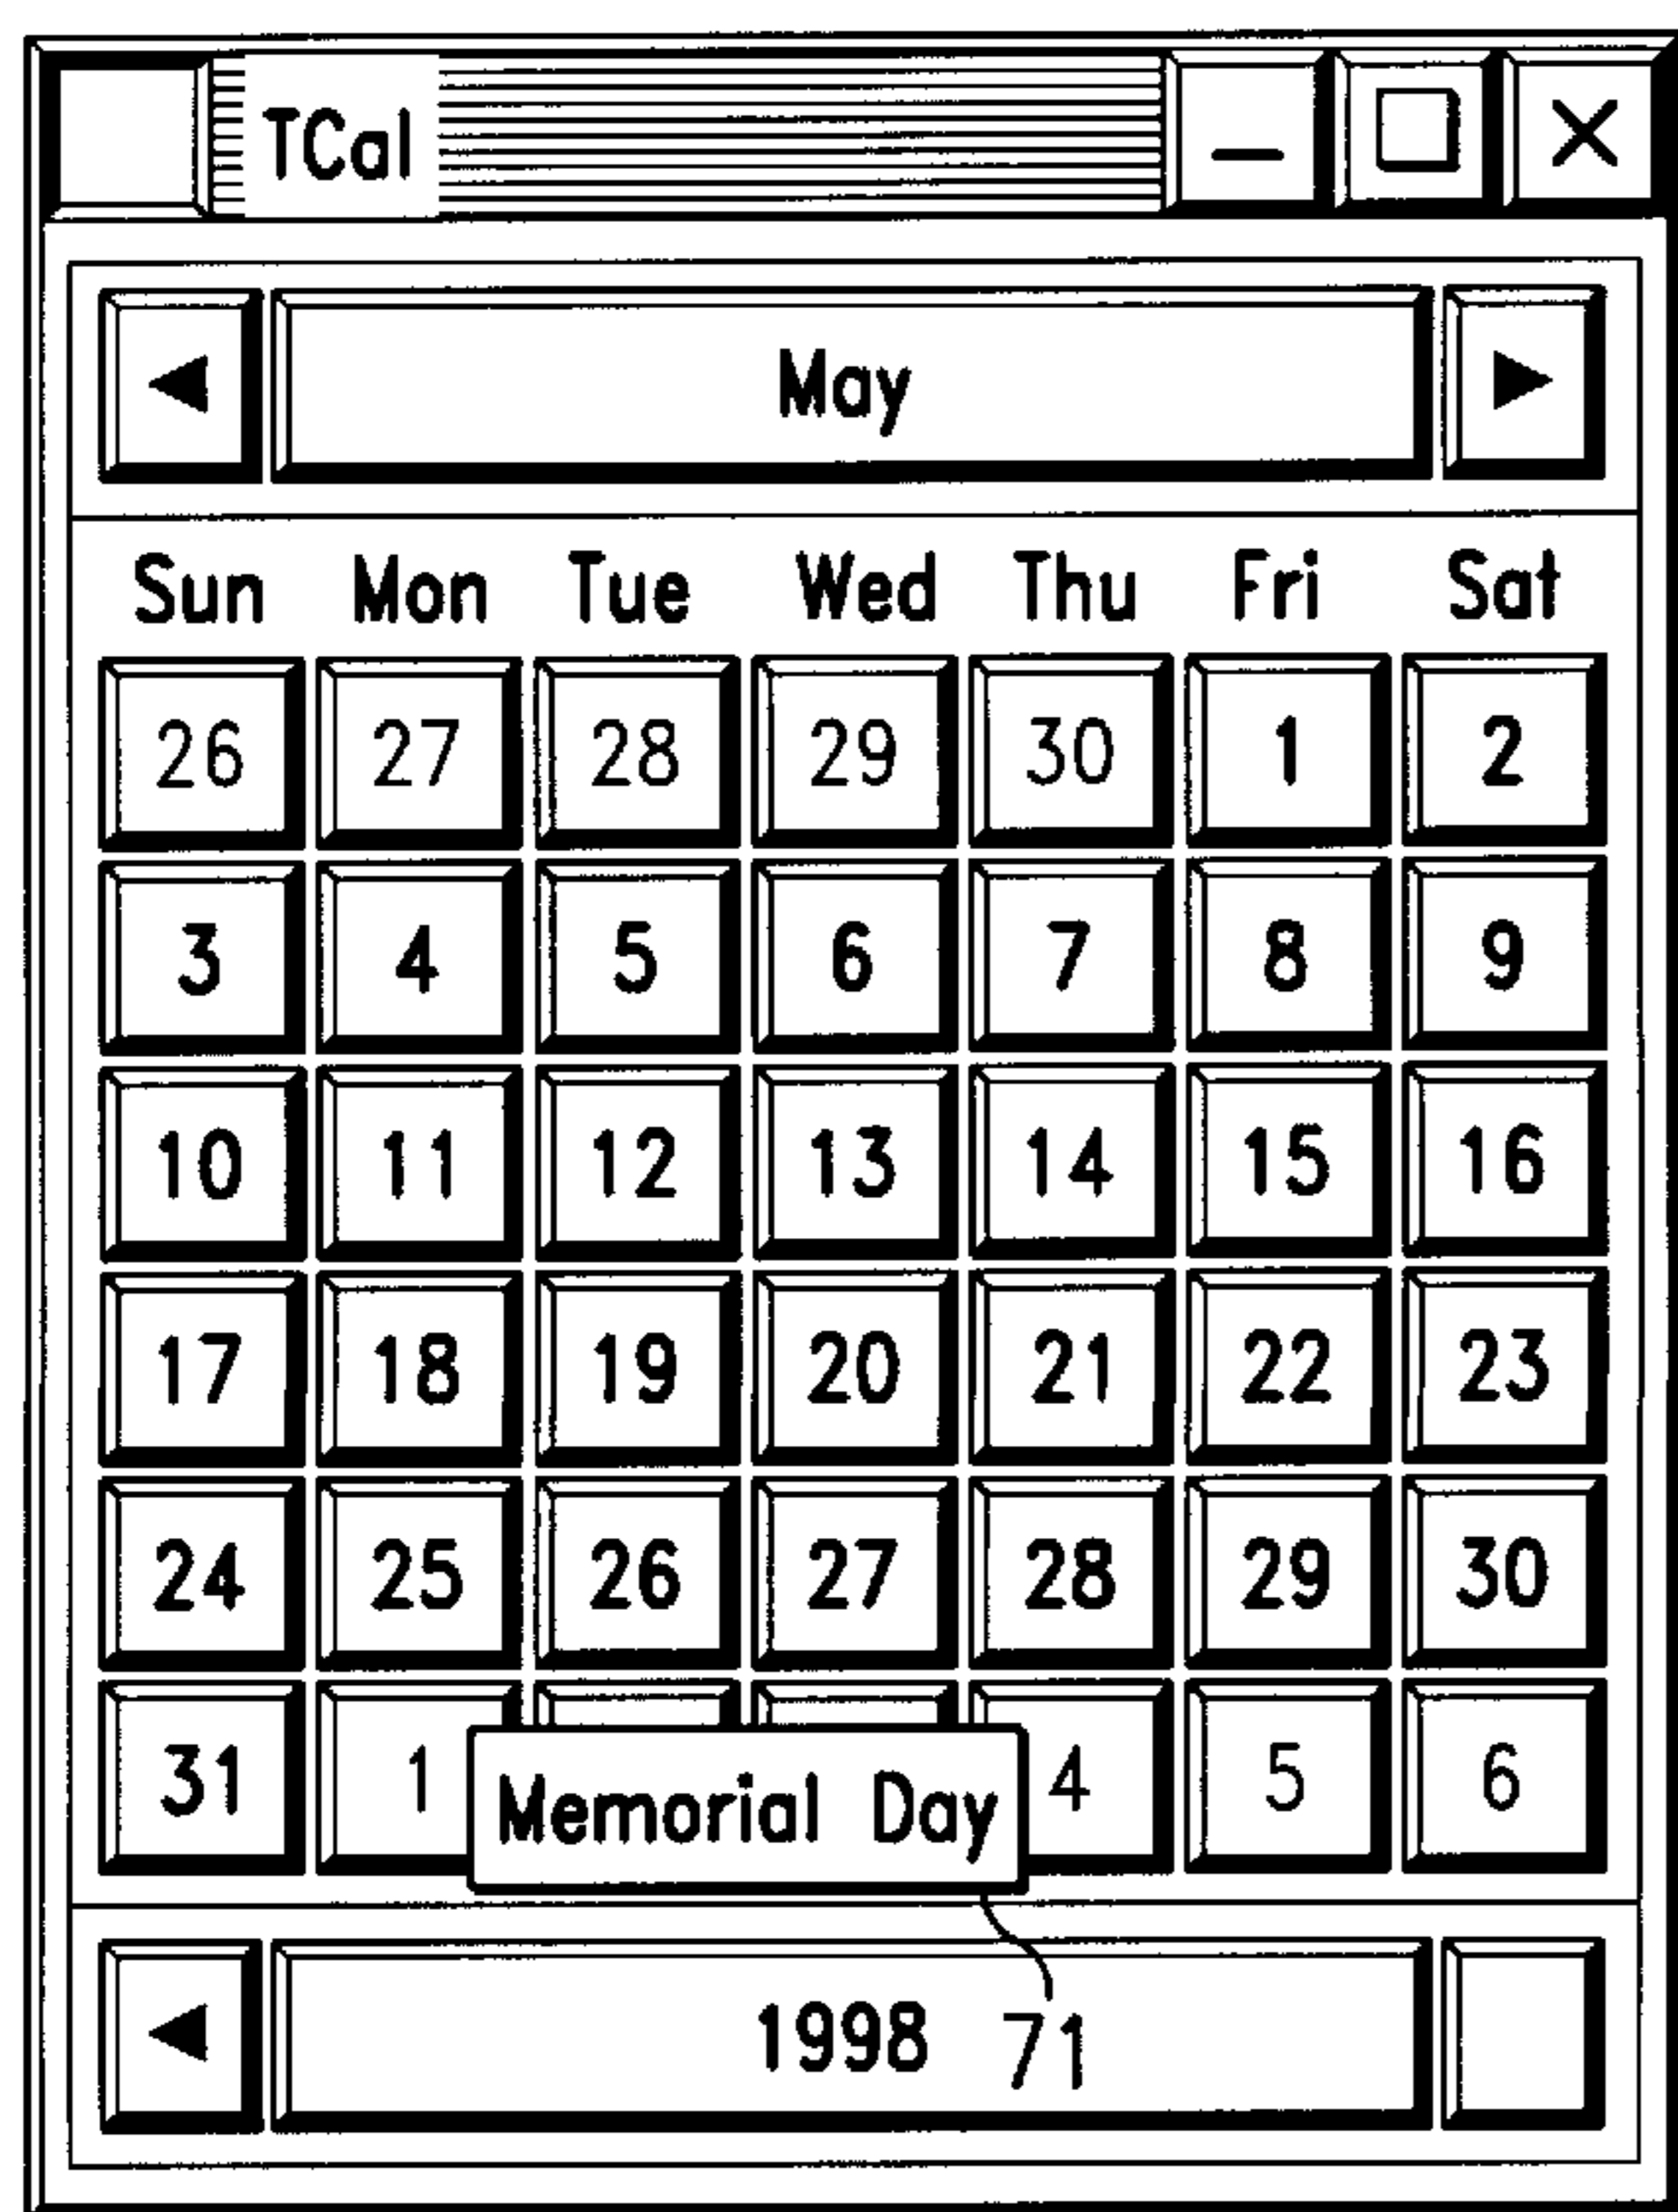 TCal
May
Sun Mon Tue Wed Thu Fri Sat
26 27 28 29 30 1 2
3 4 5 6 7 8 9
10 11 12 13 14 15 16
17 18 19 20 21 22 23
24 25 26 27 28 29 30
31 1 4 5 6
Memorial Day
1998 71